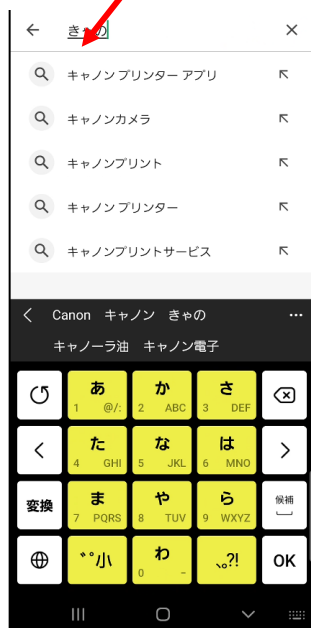 きゃの
キャノン プリンター アプリ
キャノンカメラ
キャノンプリント
キャノン プリンター
キャノンプリントサービス
Canon キャノン きゃの
キャノーラ油 キャノン電子
あ 1 @/: か 2 ABC さ 3 DEF
た 4 GHI な 5 JKL は 6 MNO
変換 ま 7 PQRS や 8 TUV ら 9 WXYZ 候補
゛゜小 わ 0 - 、。?! OK